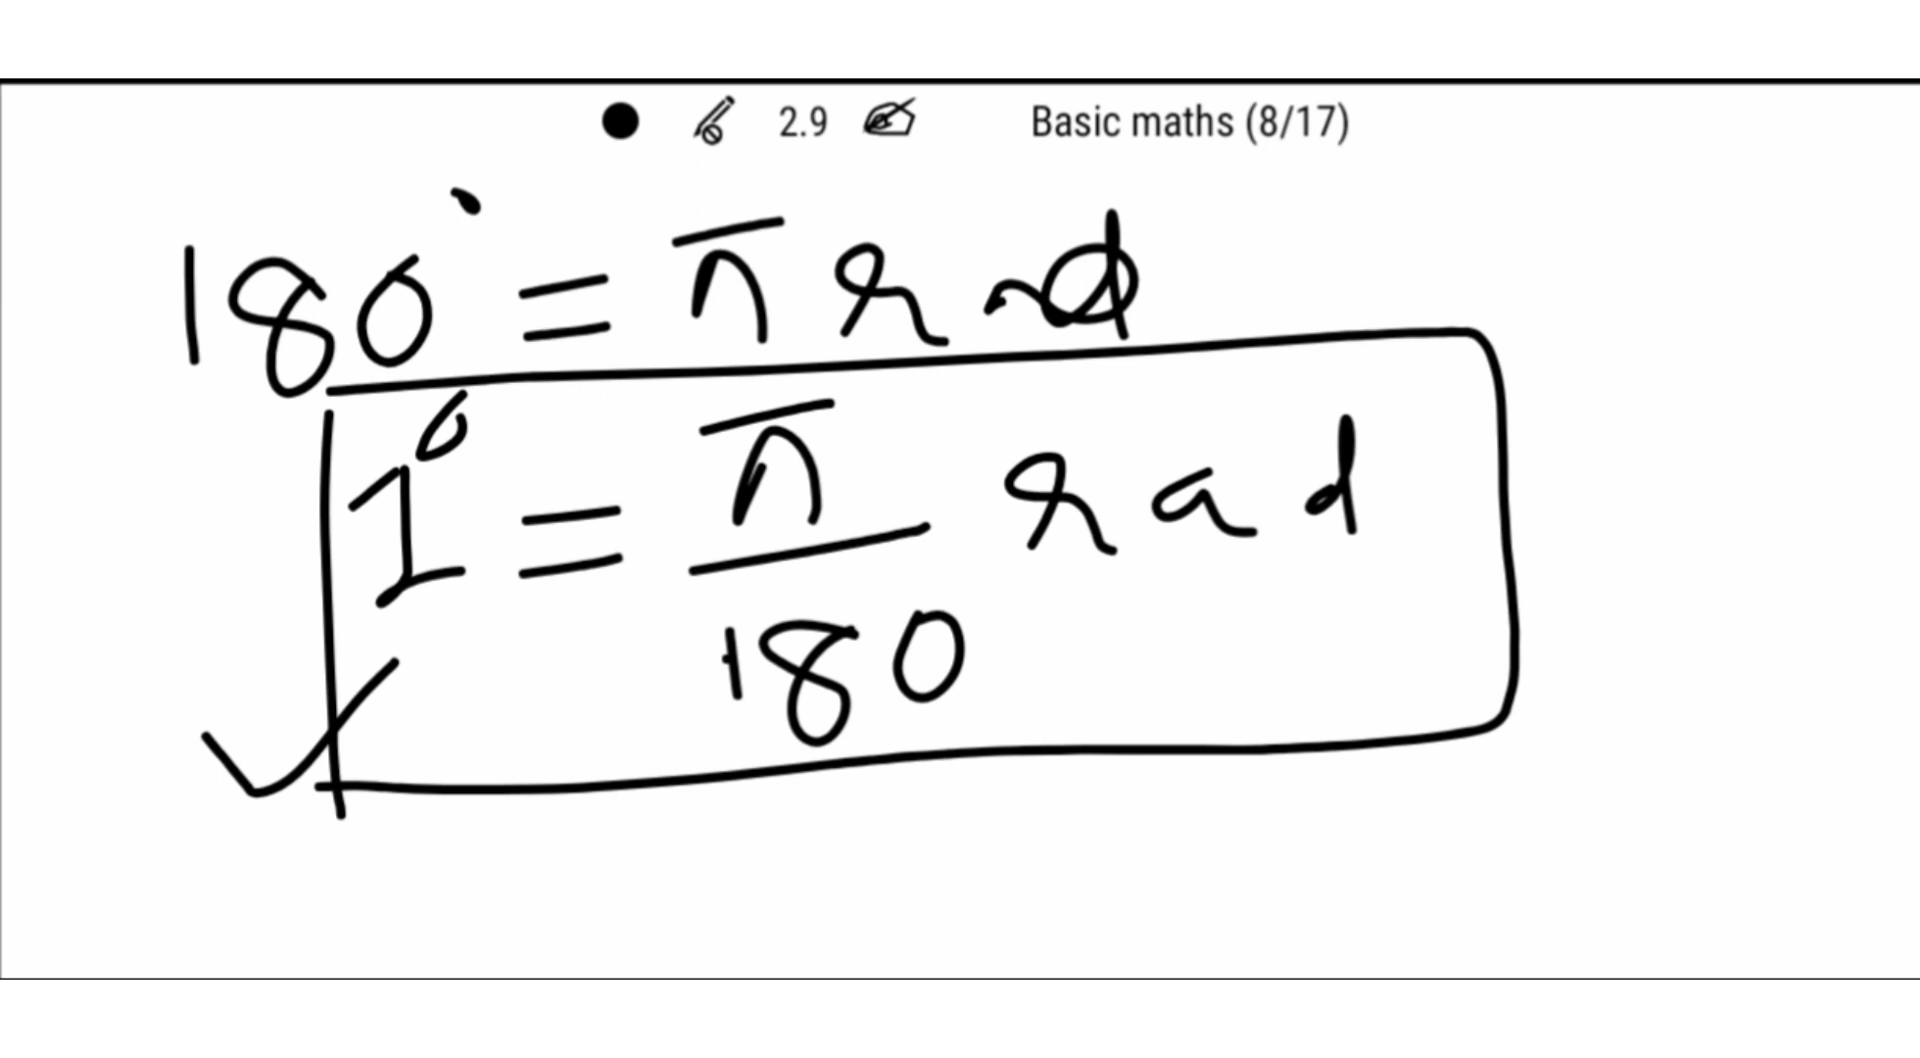 2.9 Basic maths (8/17)
180° = π rad
1° = π/180 rad